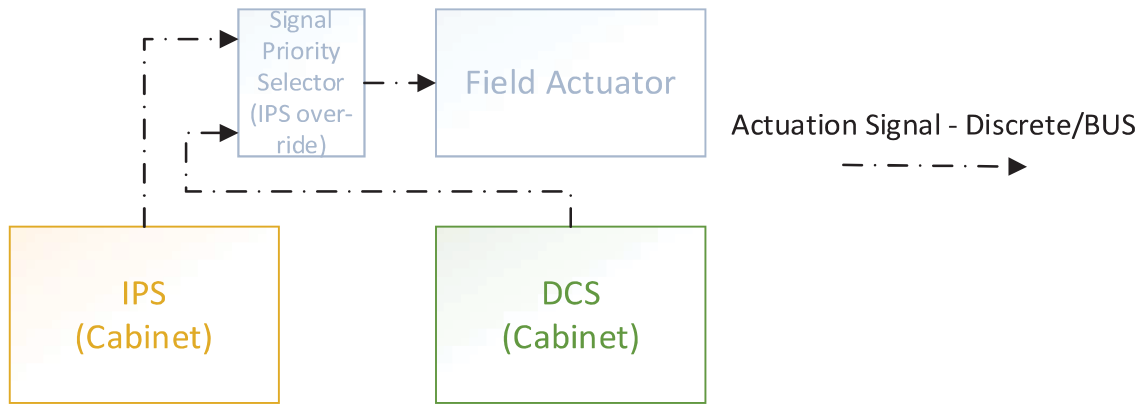 Signal
Priority
Selector
(IPS over-
ride)
Field Actuator
Actuation Signal - Discrete/BUS
IPS
(Cabinet)
DCS
(Cabinet)